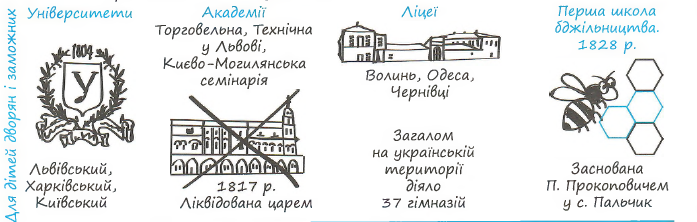 Для дітей дворян і заможних
Університети
1804
У
Львівський,
Харківський,
Київський
Академії
Торговельна, Технічна
у Львові,
Києво-Могилянська
семінарія
1817 р.
Ліквідована царем
Ліцеї
Волинь, Одеса,
Чернівці
Загалом
на українській
території
діяло
37 гімназій
Перша школа
бджільництва.
1828 р.
Заснована
П. Прокоповичем
у с. Пальчик